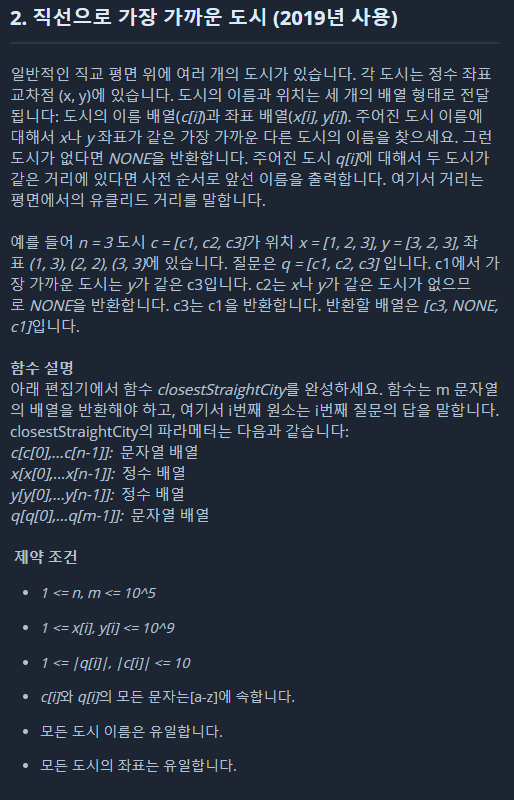 2. 직선으로 가장 가까운 도시 (2019년 사용)
일반적인 직교 평면 위에 여러 개의 도시가 있습니다. 각 도시는 정수 좌표
교차점 (x, y)에 있습니다. 도시의 이름과 위치는 세 개의 배열 형태로 전달
됩니다: 도시의 이름 배열(c[i])과 좌표 배열(x[i], y[i]). 주어진 도시 이름에
대해서 x나 y 좌표가 같은 가장 가까운 다른 도시의 이름을 찾으세요. 그런
도시가 없다면 NONE을 반환합니다. 주어진 도시 q[i]에 대해서 두 도시가
같은 거리에 있다면 사전 순서로 앞선 이름을 출력합니다. 여기서 거리는
평면에서의 유클리드 거리를 말합니다.
예를 들어 n = 3 도시 c = [c1, c2, c3]가 위치 x = [1, 2, 3], y = [3, 2, 3], 좌
표 (1, 3), (2, 2), (3, 3)에 있습니다. 질문은 q = [c1, c2, c3] 입니다. c1에서 가
장 가까운 도시는 y가 같은 c3입니다. c2는 x나 y가 같은 도시가 없으므
로 NONE을 반환합니다. c3는 c1을 반환합니다. 반환할 배열은 [c3, NONE,
c1]입니다.
함수 설명
아래 편집기에서 함수 closestStraightCity를 완성하세요. 함수는 m 문자열
의 배열을 반환해야 하고, 여기서 i번째 원소는 i번째 질문의 답을 말합니다.
closestStraightCity의 파라메터는 다음과 같습니다:
c[c[0],...c[n-1]]: 문자열 배열
x[x[0],...x[n-1]]: 정수 배열
y[y[0],...y[n-1]]: 정수 배열
q[q[0],...q[m-1]]: 문자열 배열
제약 조건
• 1 <= n, m <= 10^5
• 1 <= x[i], y[i] <= 10^9
• 1 <= |q[i]|, |c[i]| <= 10
• c[i]와 q[i]의 모든 문자는[a-z]에 속합니다.
• 모든 도시 이름은 유일합니다.
• 모든 도시의 좌표는 유일합니다.